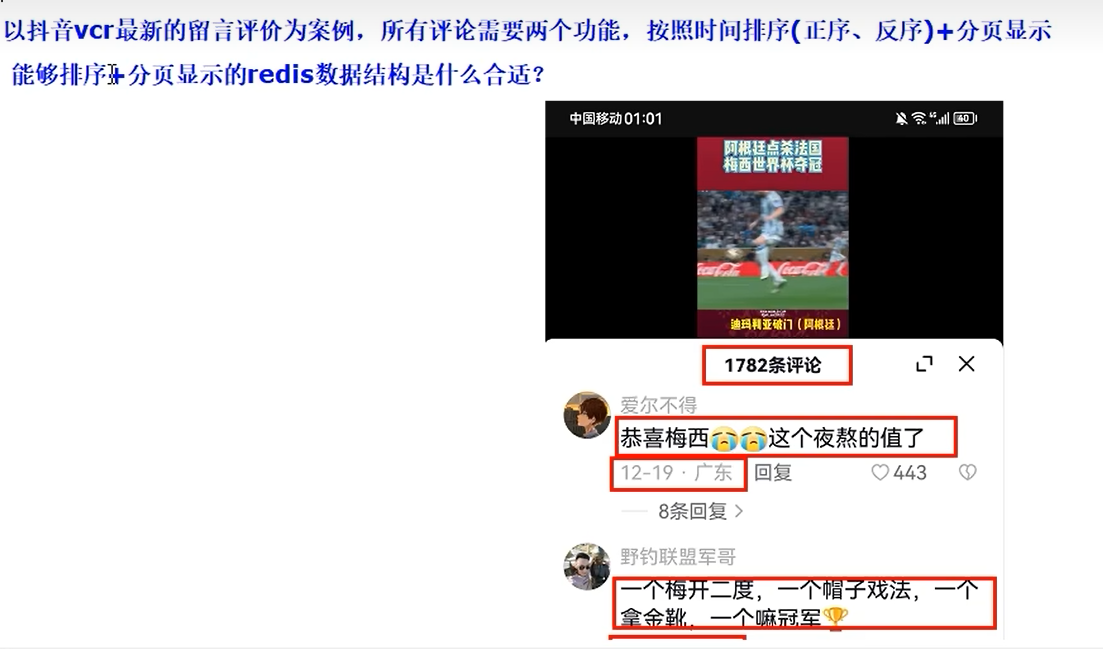 以抖音vcr最新的留言评价为案例，所有评论需要两个功能，按照时间排序(正序、反序)+分页显示
能够排序+分页显示的redis数据结构是什么合适？
中国移动01:01
阿根廷点杀法国
梅西世界杯夺冠
Coca-Cola Coca-Cola
迪玛利亚破门（阿根廷）
1782条评论
爱尔不得
恭喜梅西😭😭这个夜熬的值了
12-19 · 广东 回复 443
8条回复 >
野钓联盟军哥
一个梅开二度，一个帽子戏法，一个
拿金靴，一个嘛冠军🏆